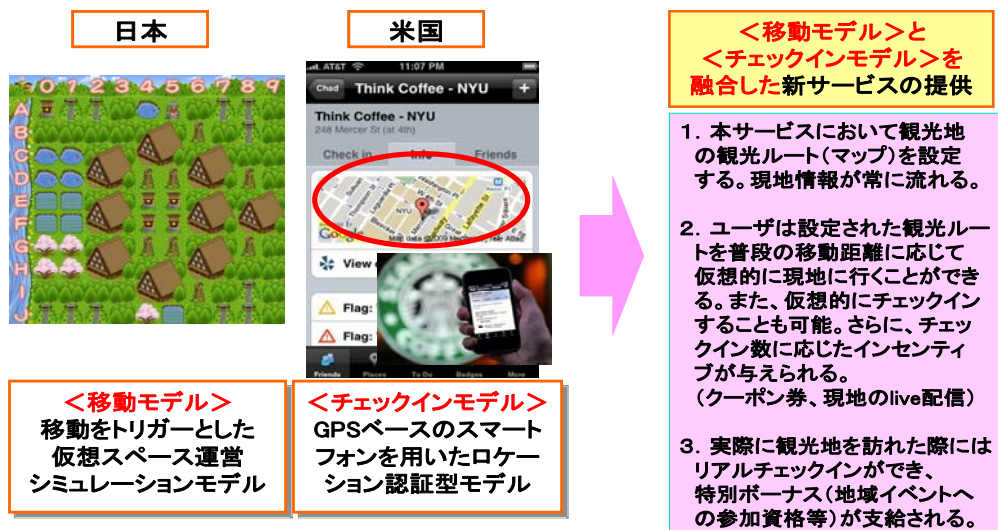 日本
米国
＜移動モデル＞と
＜チェックインモデル＞を
融合した新サービスの提供
0 1 2 3 4 5 6 7 8 9
A
B
C
D
E
F
G
H
I
J
AT&T 11:07 PM
Chad Think Coffee - NYU +
Think Coffee - NYU
248 Mercer St (at 4th)
Check in Info Friends
NYU
Lafayette St
Google
View
Flag:
Flag:
Friends Places To Do Badges More
＜移動モデル＞
移動をトリガーとした
仮想スペース運営
シミュレーションモデル
＜チェックインモデル＞
GPSベースのスマート
フォンを用いたロケー
ション認証型モデル
1．本サービスにおいて観光地
の観光ルート（マップ）を設定
する。現地情報が常に流れる。
2．ユーザは設定された観光ルー
トを普段の移動距離に応じて
仮想的に現地に行くことができ
る。また、仮想的にチェックイン
することも可能。さらに、チェッ
クイン数に応じたインセンティ
ブが与えられる。
（クーポン券、現地のlive配信）
3．実際に観光地を訪れた際には
リアルチェックインができ、
特別ボーナス（地域イベントへ
の参加資格等）が支給される。